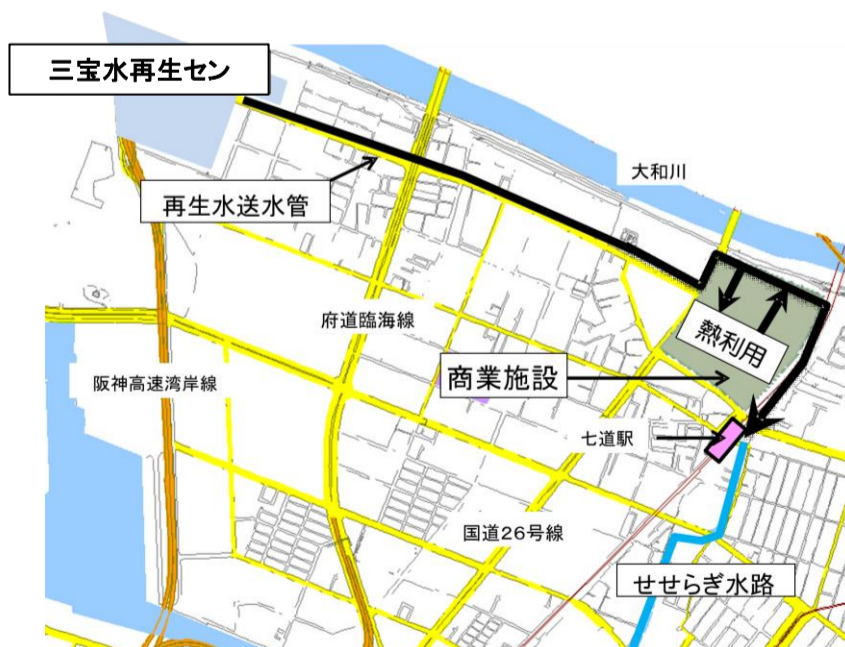 三宝水再生セン
大和川
再生水送水管
熱利用
府道臨海線
商業施設
阪神高速湾岸線
七道駅
国道26号線
せせらぎ水路